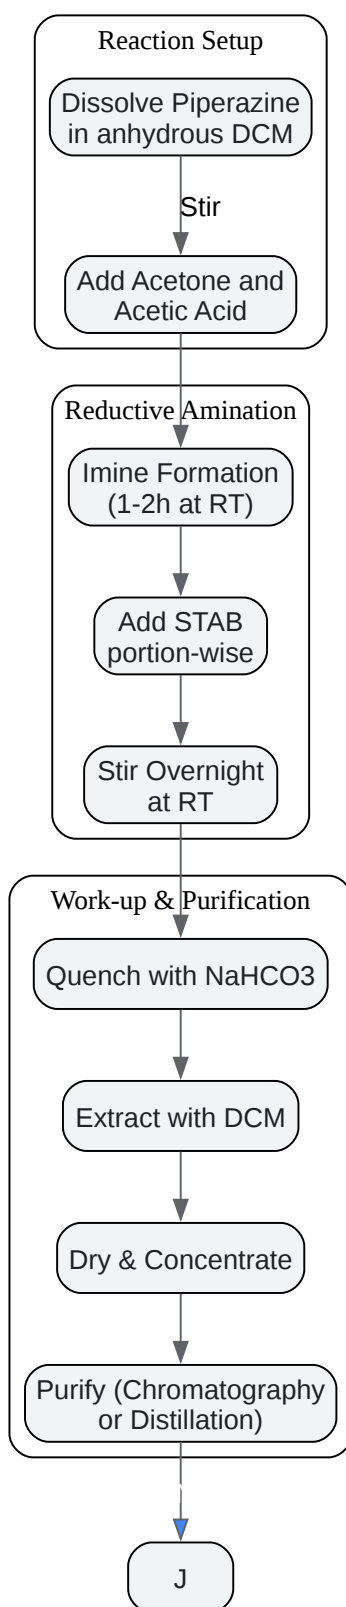 Reaction Setup
Dissolve Piperazine
in anhydrous DCM
Stir
Add Acetone and
Acetic Acid
Reductive Amination
Imine Formation
(1-2h at RT)
Add STAB
portion-wise
Stir Overnight
at RT
Work-up & Purification
Quench with NaHCO3
Extract with DCM
Dry & Concentrate
Purify (Chromatography
or Distillation)
J